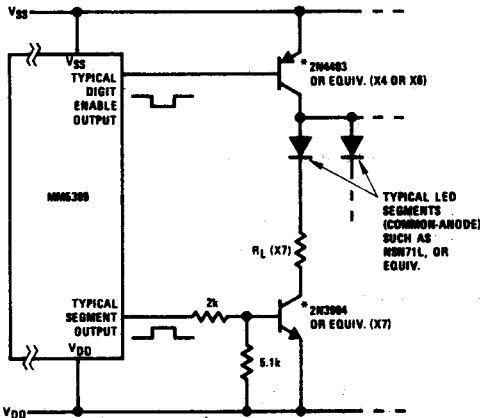 VSS
VSS
TYPICAL
DIGIT
ENABLE
OUTPUT
* 2N4403
OR EQUIV. (X4 OR X6)
MM5309
TYPICAL LED
SEGMENTS
(COMMON-ANODE)
SUCH AS
NSN71L, OR
EQUIV.
RL (X7)
TYPICAL
SEGMENT
OUTPUT
2k
* 2N3904
OR EQUIV. (X7)
5.1k
VDD
VDD